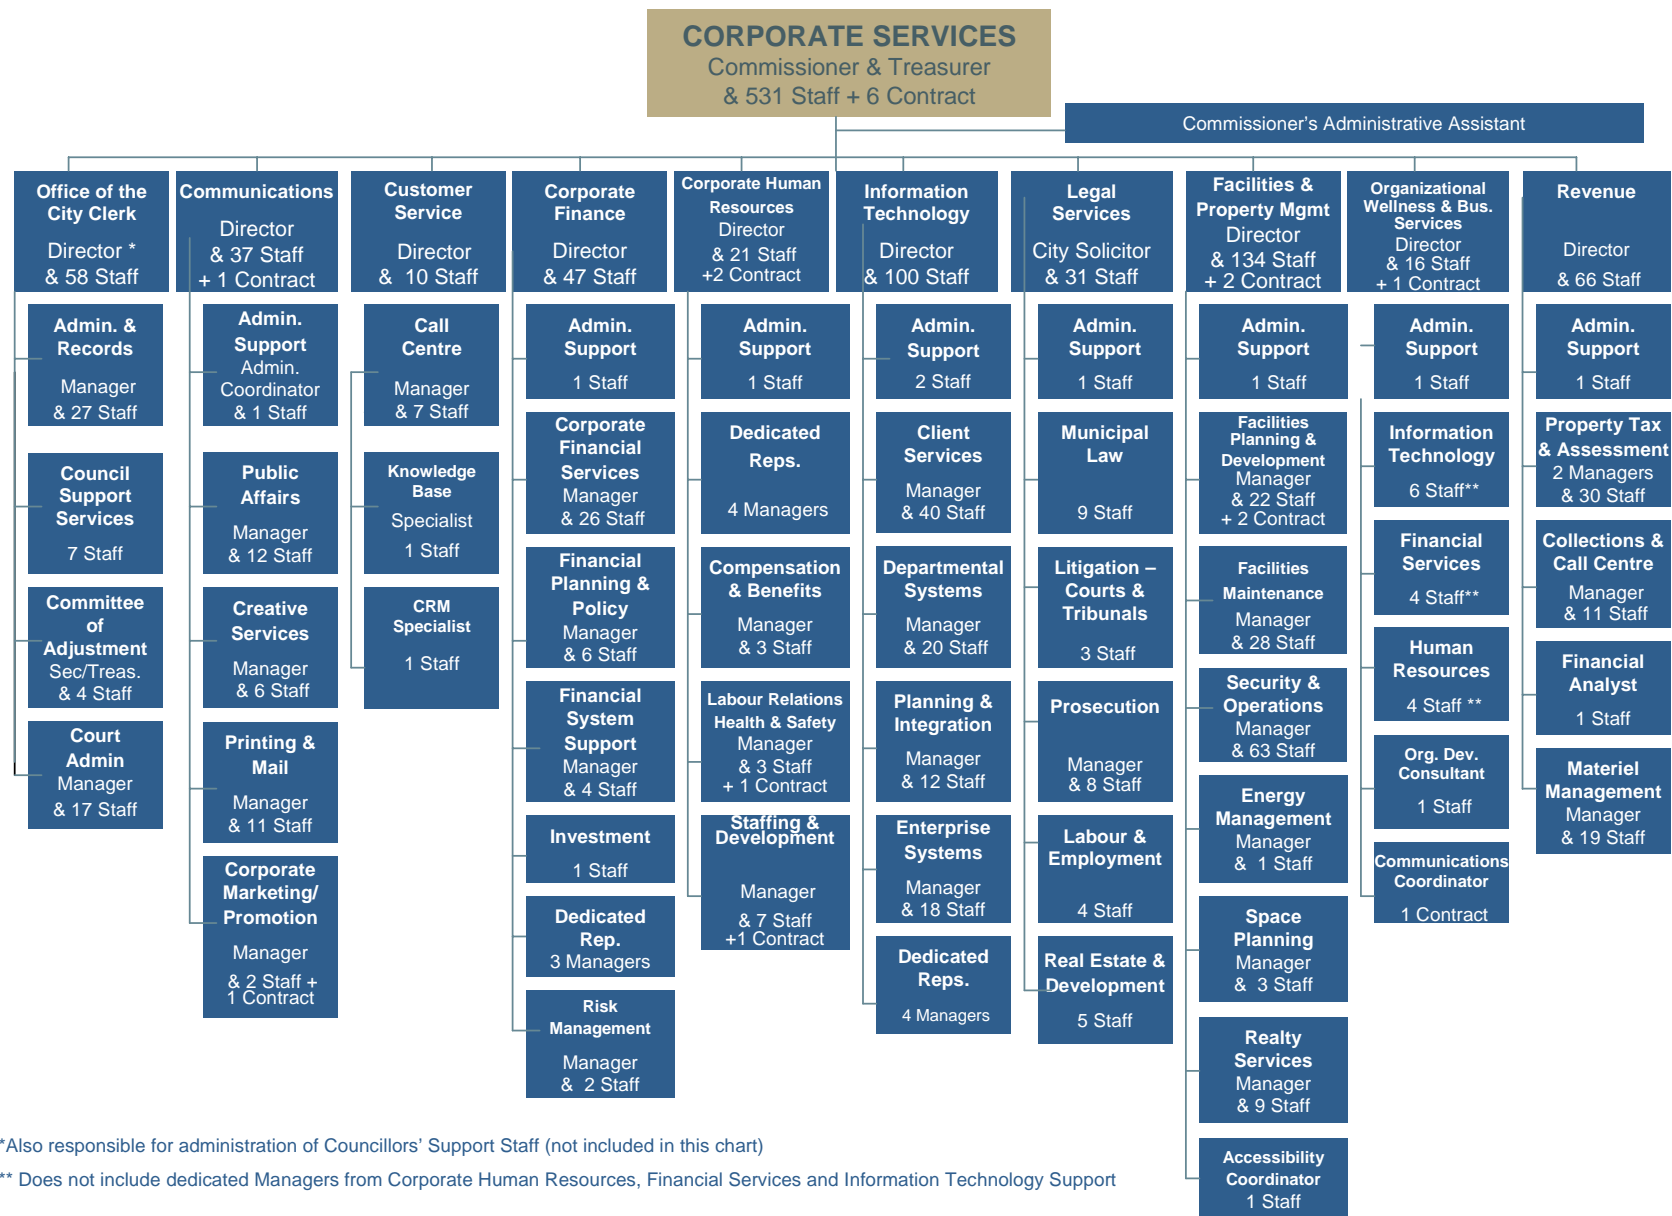 CORPORATE SERVICES
Commissioner & Treasurer
& 531 Staff + 6 Contract
Commissioner's Administrative Assistant
Office of the
City Clerk
Director *
& 58 Staff
Admin. &
Records
Manager
& 27 Staff
Council
Support
Services
7 Staff
Committee
of
Adjustment
Sec/Treas.
& 4 Staff
Court
Admin
Manager
& 17 Staff
Communications
Director
& 37 Staff
+ 1 Contract
Admin.
Support
Admin.
Coordinator
& 1 Staff
Public
Affairs
Manager
& 12 Staff
Creative
Services
Manager
& 6 Staff
Printing &
Mail
Manager
& 11 Staff
Corporate
Marketing/
Promotion
Manager
& 2 Staff +
1 Contract
Customer
Service
Director
& 10 Staff
Call
Centre
Manager
& 7 Staff
Knowledge
Base
Specialist
1 Staff
CRM
Specialist
1 Staff
Corporate
Finance
Director
& 47 Staff
Admin.
Support
1 Staff
Corporate
Financial
Services
Manager
& 26 Staff
Financial
Planning &
Policy
Manager
& 6 Staff
Financial
System
Support
Manager
& 4 Staff
Investment
1 Staff
Dedicated
Rep.
3 Managers
Risk
Management
Manager
& 2 Staff
Corporate Human
Resources
Director
& 21 Staff
+2 Contract
Admin.
Support
1 Staff
Dedicated
Reps.
4 Managers
Compensation
& Benefits
Manager
& 3 Staff
Labour Relations
Health & Safety
Manager
& 3 Staff
+ 1 Contract
Staffing &
Development
Manager
& 7 Staff
+1 Contract
Information
Technology
Director
& 100 Staff
Admin.
Support
2 Staff
Client
Services
Manager
& 40 Staff
Departmental
Systems
Manager
& 20 Staff
Planning &
Integration
Manager
& 12 Staff
Enterprise
Systems
Manager
& 18 Staff
Dedicated
Reps.
4 Managers
Legal
Services
City Solicitor
& 31 Staff
Admin.
Support
1 Staff
Municipal
Law
9 Staff
Litigation –
Courts &
Tribunals
3 Staff
Prosecution
Manager
& 8 Staff
Labour &
Employment
4 Staff
Real Estate &
Development
5 Staff
Facilities &
Property Mgmt
Director
& 134 Staff
+ 2 Contract
Admin.
Support
1 Staff
Facilities
Planning &
Development
Manager
& 22 Staff
+ 2 Contract
Facilities
Maintenance
Manager
& 28 Staff
Security &
Operations
Manager
& 63 Staff
Energy
Management
Manager
& 1 Staff
Space
Planning
Manager
& 3 Staff
Realty
Services
Manager
& 9 Staff
Accessibility
Coordinator
1 Staff
Organizational
Wellness & Bus.
Services
Director
& 16 Staff
+ 1 Contract
Admin.
Support
1 Staff
Information
Technology
6 Staff**
Financial
Services
4 Staff**
Human
Resources
4 Staff **
Org. Dev.
Consultant
1 Staff
Communications
Coordinator
1 Contract
Revenue
Director
& 66 Staff
Admin.
Support
1 Staff
Property Tax
& Assessment
2 Managers
& 30 Staff
Collections &
Call Centre
Manager
& 11 Staff
Financial
Analyst
1 Staff
Materiel
Management
Manager
& 19 Staff
*Also responsible for administration of Councillors' Support Staff (not included in this chart)
** Does not include dedicated Managers from Corporate Human Resources, Financial Services and Information Technology Support